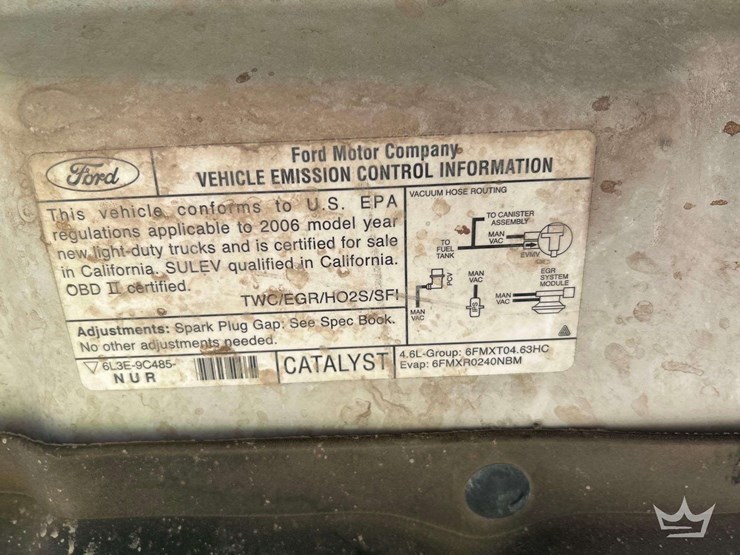 Ford
Ford Motor Company
VEHICLE EMISSION CONTROL INFORMATION
This vehicle conforms to U.S. EPA
regulations applicable to 2006 model year
new light-duty trucks and is certified for sale
in California. SULEV qualified in California.
OBD II certified.
TWC/EGR/HO2S/SFI
Adjustments: Spark Plug Gap: See Spec Book.
No other adjustments needed.
6L3E-9C485-
NUR
CATALYST
VACUUM HOSE ROUTING
TO CANISTER
ASSEMBLY
MAN
VAC
TO
FUEL
TANK
EVMV
PCV
MAN
VAC
EGR
SYSTEM
MODULE
MAN
VAC
MAN
VAC
4.6L-Group: 6FMXT04.63HC
Evap: 6FMXR0240NBM